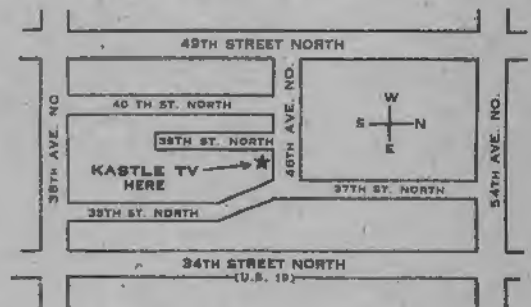 49TH STREET NORTH
38TH AVE. NO.
40 TH ST. NORTH
46TH AVE. NO.
W
S N
E
54TH AVE. NO.
38TH ST. NORTH
KASTLE TV
HERE
37TH ST. NORTH
35TH ST. NORTH
34TH STREET NORTH
(U.S. 19)